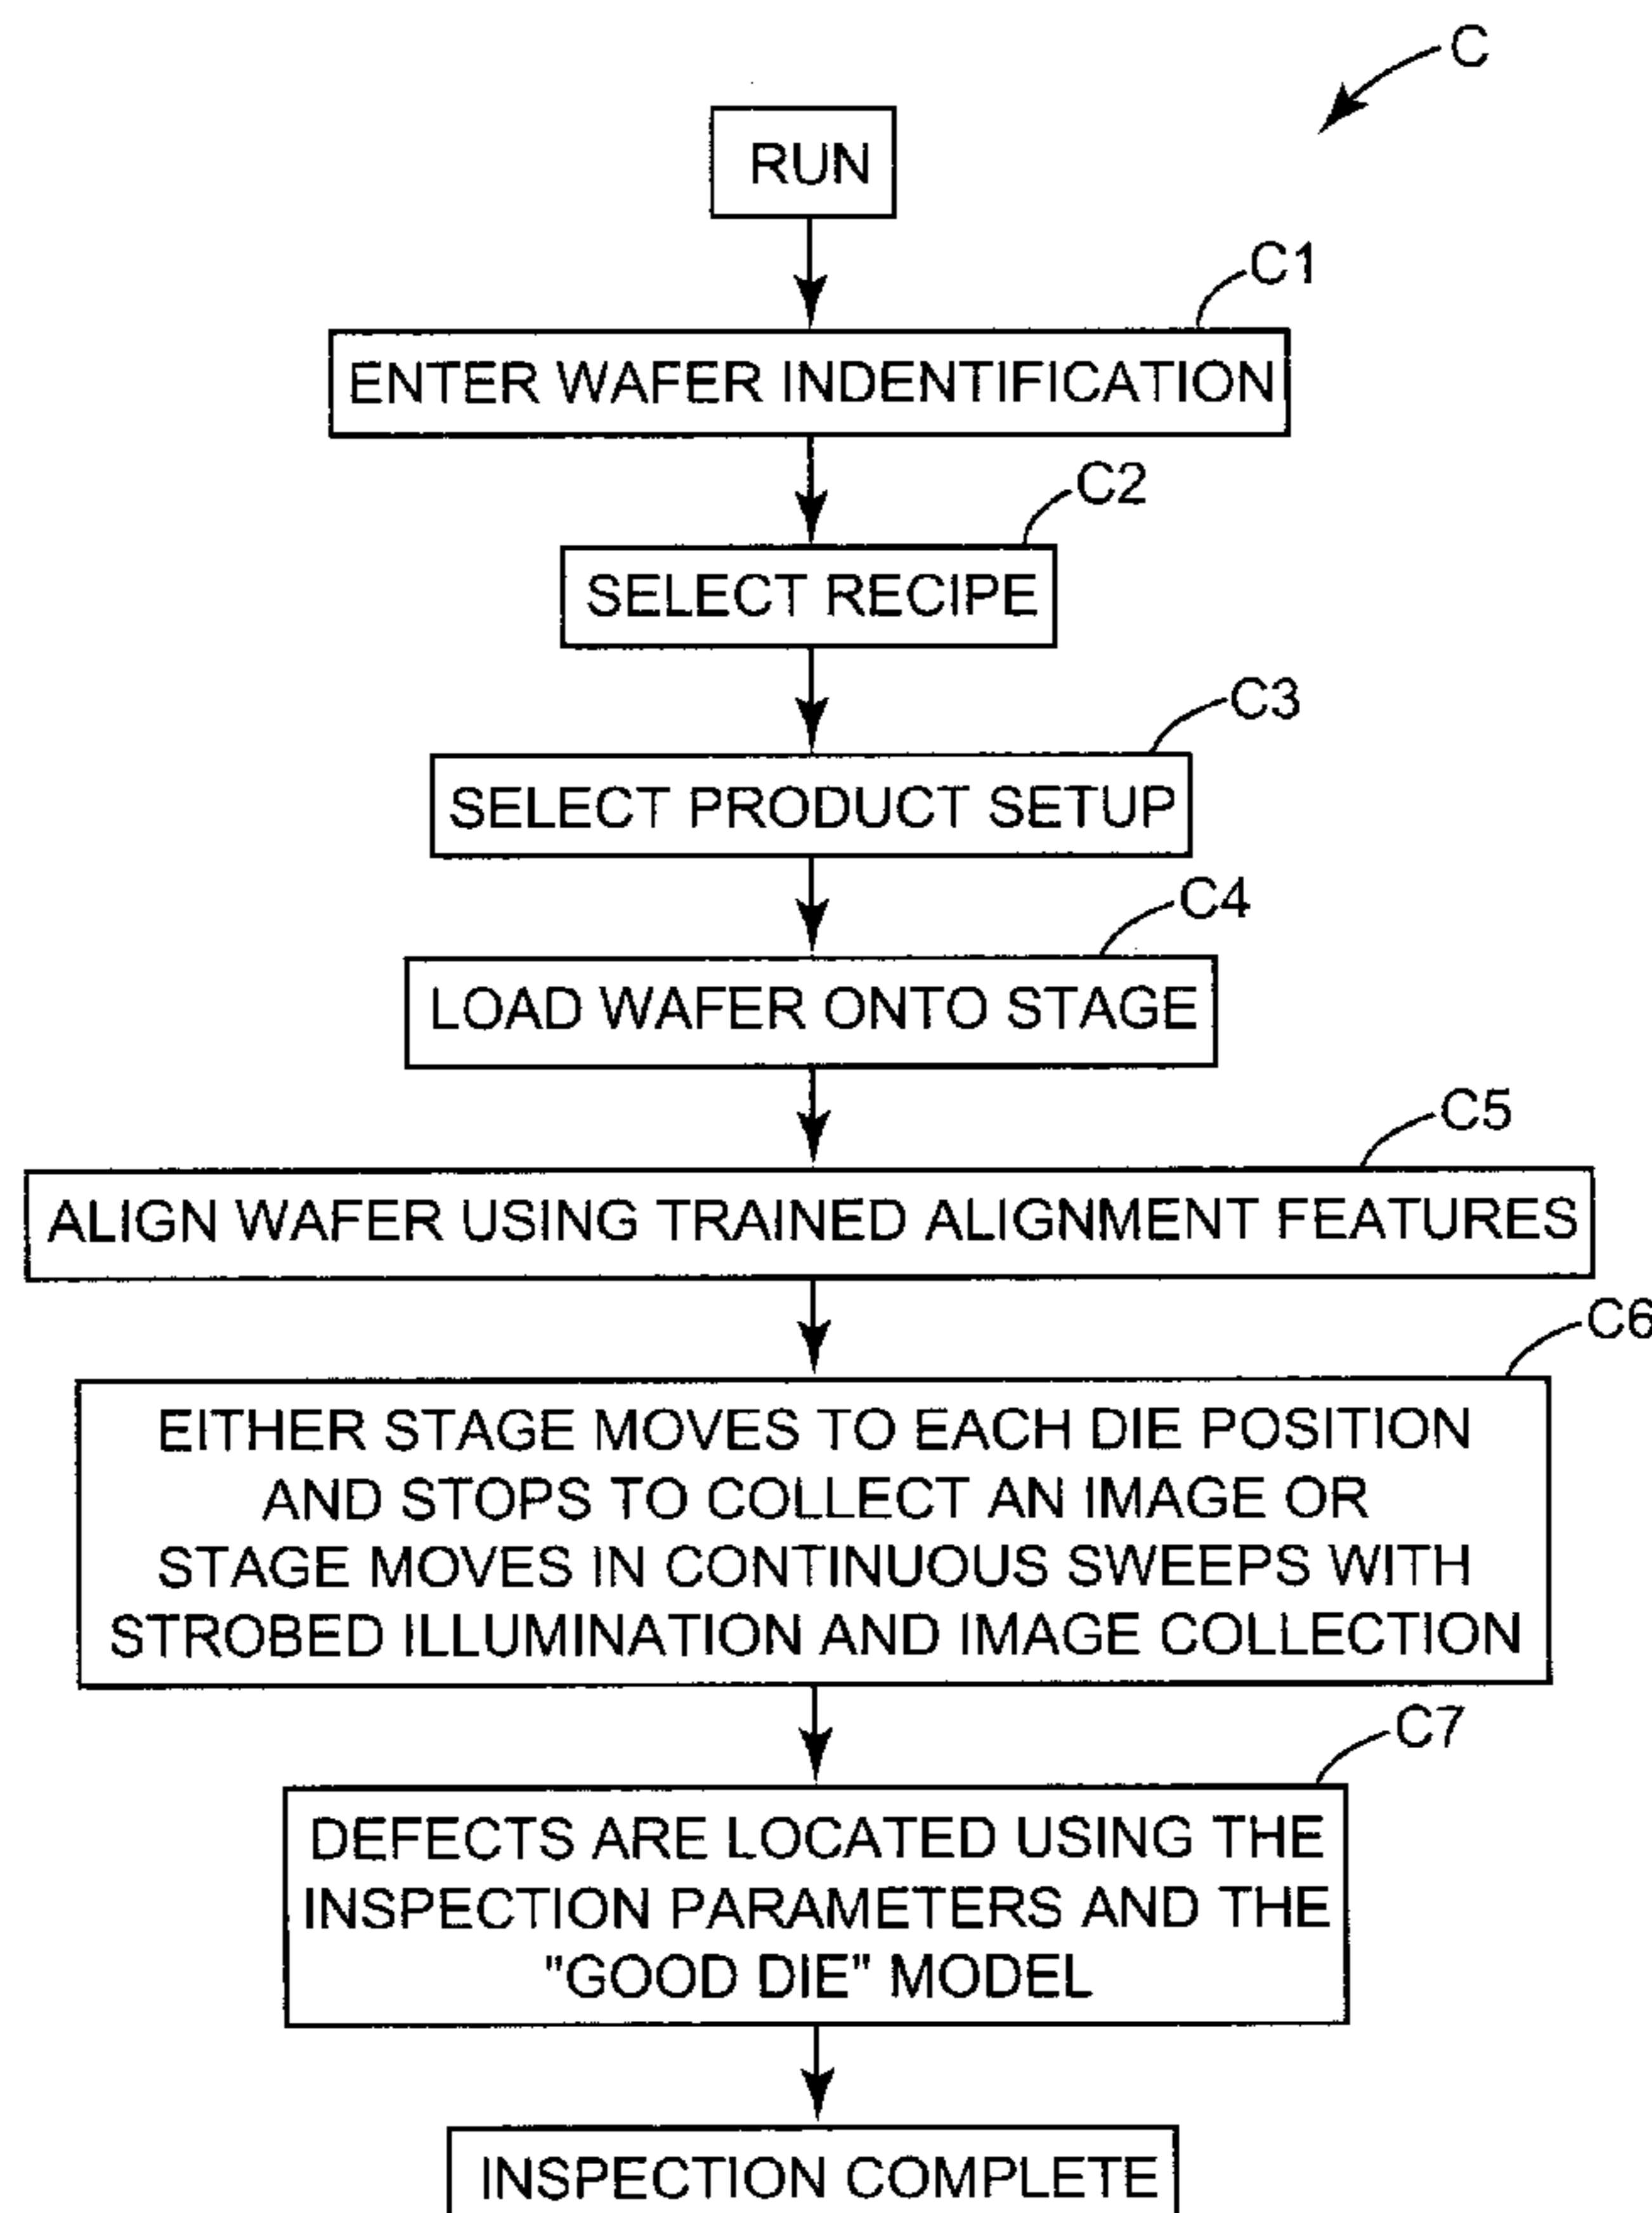 C
RUN
C1
ENTER WAFER INDENTIFICATION
C2
SELECT RECIPE
C3
SELECT PRODUCT SETUP
C4
LOAD WAFER ONTO STAGE
C5
ALIGN WAFER USING TRAINED ALIGNMENT FEATURES
C6
EITHER STAGE MOVES TO EACH DIE POSITION
AND STOPS TO COLLECT AN IMAGE OR
STAGE MOVES IN CONTINUOUS SWEEPS WITH
STROBED ILLUMINATION AND IMAGE COLLECTION
C7
DEFECTS ARE LOCATED USING THE
INSPECTION PARAMETERS AND THE
"GOOD DIE" MODEL
INSPECTION COMPLETE